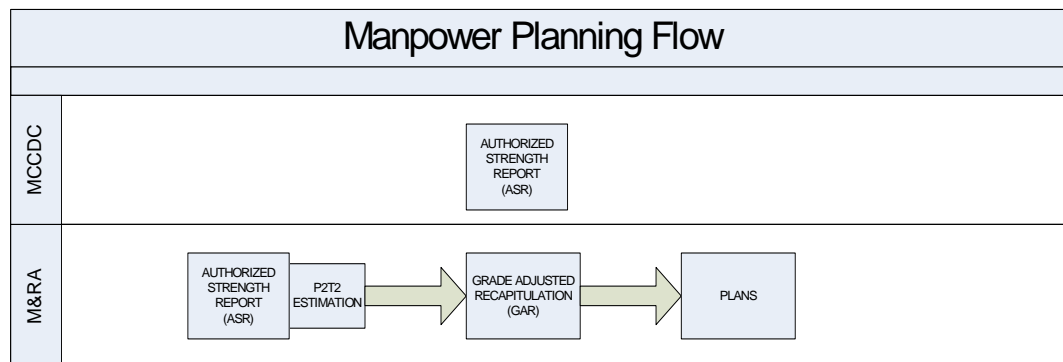 Manpower Planning Flow
MCCDC
AUTHORIZED
STRENGTH
REPORT
(ASR)
M&RA
AUTHORIZED
STRENGTH
REPORT
(ASR)
P2T2
ESTIMATION
GRADE ADJUSTED
RECAPITULATION
(GAR)
PLANS